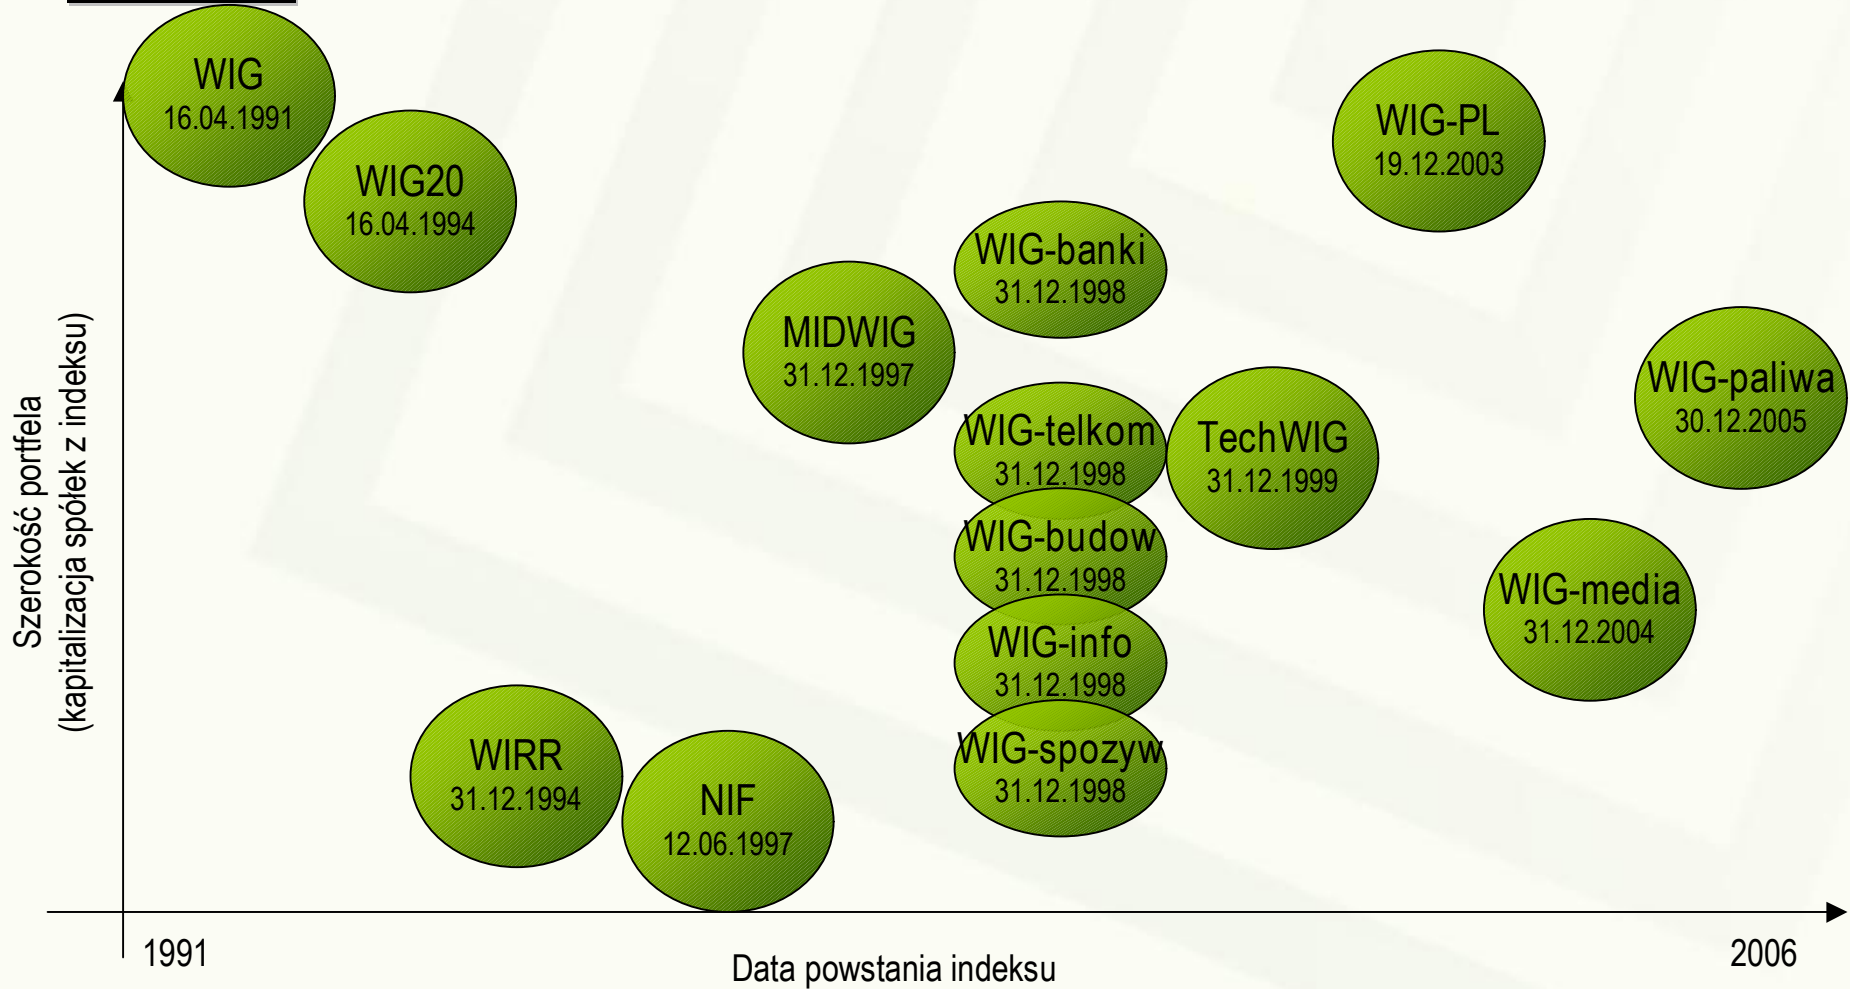 WIG
16.04.1991
WIG20
16.04.1994
WIG-PL
19.12.2003
WIG-banki
31.12.1998
MIDWIG
31.12.1997
WIG-paliwa
30.12.2005
WIG-telkom
31.12.1998
TechWIG
31.12.1999
WIG-budow
31.12.1998
WIG-media
31.12.2004
WIG-info
31.12.1998
WIRR
31.12.1994
WIG-spozyw
31.12.1998
NIF
12.06.1997
Szerokość portfela
(kapitalizacja spółek z indeksu)
1991
Data powstania indeksu
2006